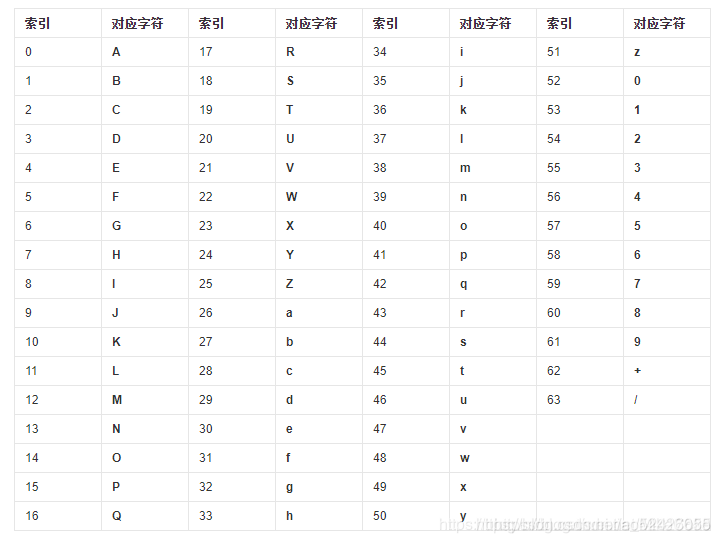 索引 对应字符 索引 对应字符 索引 对应字符 索引 对应字符
0 A 17 R 34 i 51 z
1 B 18 S 35 j 52 0
2 C 19 T 36 k 53 1
3 D 20 U 37 l 54 2
4 E 21 V 38 m 55 3
5 F 22 W 39 n 56 4
6 G 23 X 40 o 57 5
7 H 24 Y 41 p 58 6
8 I 25 Z 42 q 59 7
9 J 26 a 43 r 60 8
10 K 27 b 44 s 61 9
11 L 28 c 45 t 62 +
12 M 29 d 46 u 63 /
13 N 30 e 47 v
14 O 31 f 48 w
15 P 32 g 49 x
16 Q 33 h 50 y